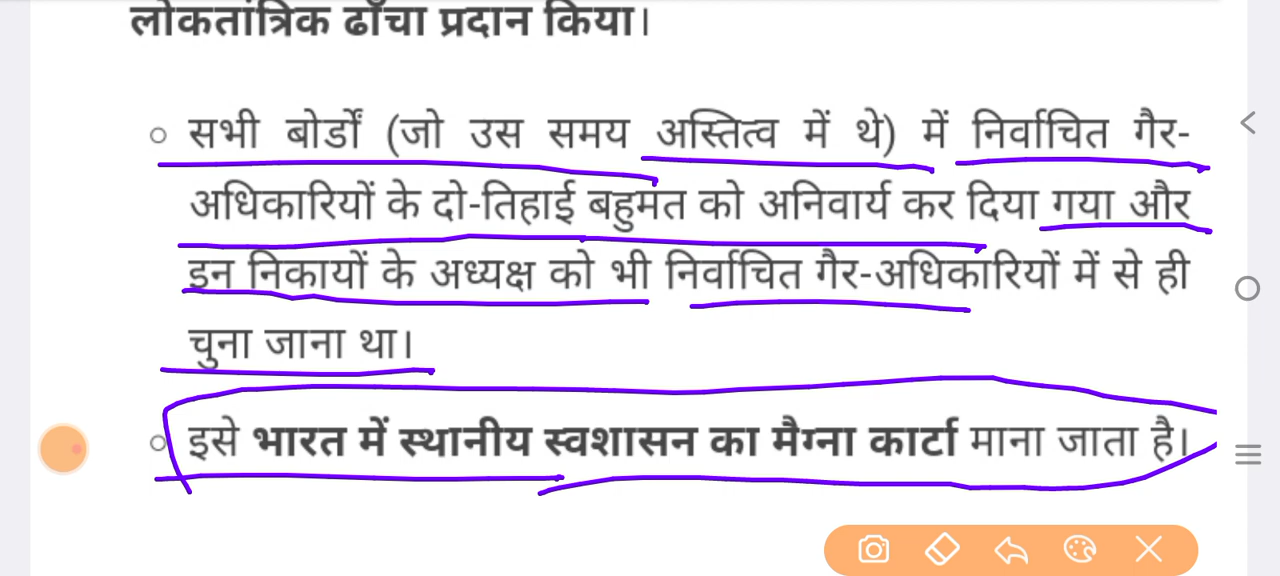 लोकतांत्रिक ढाँचा प्रदान किया।
सभी बोर्डों (जो उस समय अस्तित्व में थे) में निर्वाचित गैर-
अधिकारियों के दो-तिहाई बहुमत को अनिवार्य कर दिया गया और
इन निकायों के अध्यक्ष को भी निर्वाचित गैर-अधिकारियों में से ही
चुना जाना था।
इसे भारत में स्थानीय स्वशासन का मैग्ना कार्टा माना जाता है।